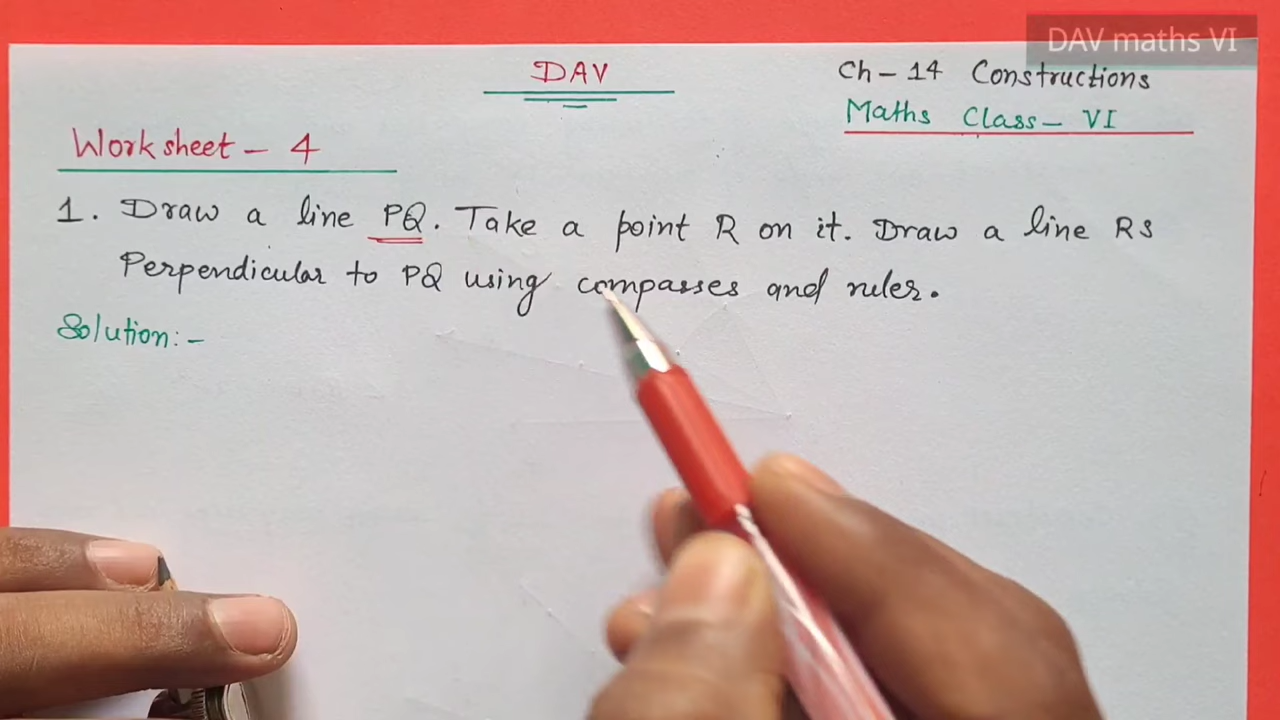 DAV maths VI
DAV
Ch - 14 Constructions
Maths Class - VI
Worksheet - 4
1. Draw a line PQ. Take a point R on it. Draw a line RS
Perpendicular to PQ using compasses and ruler.
Solution:-